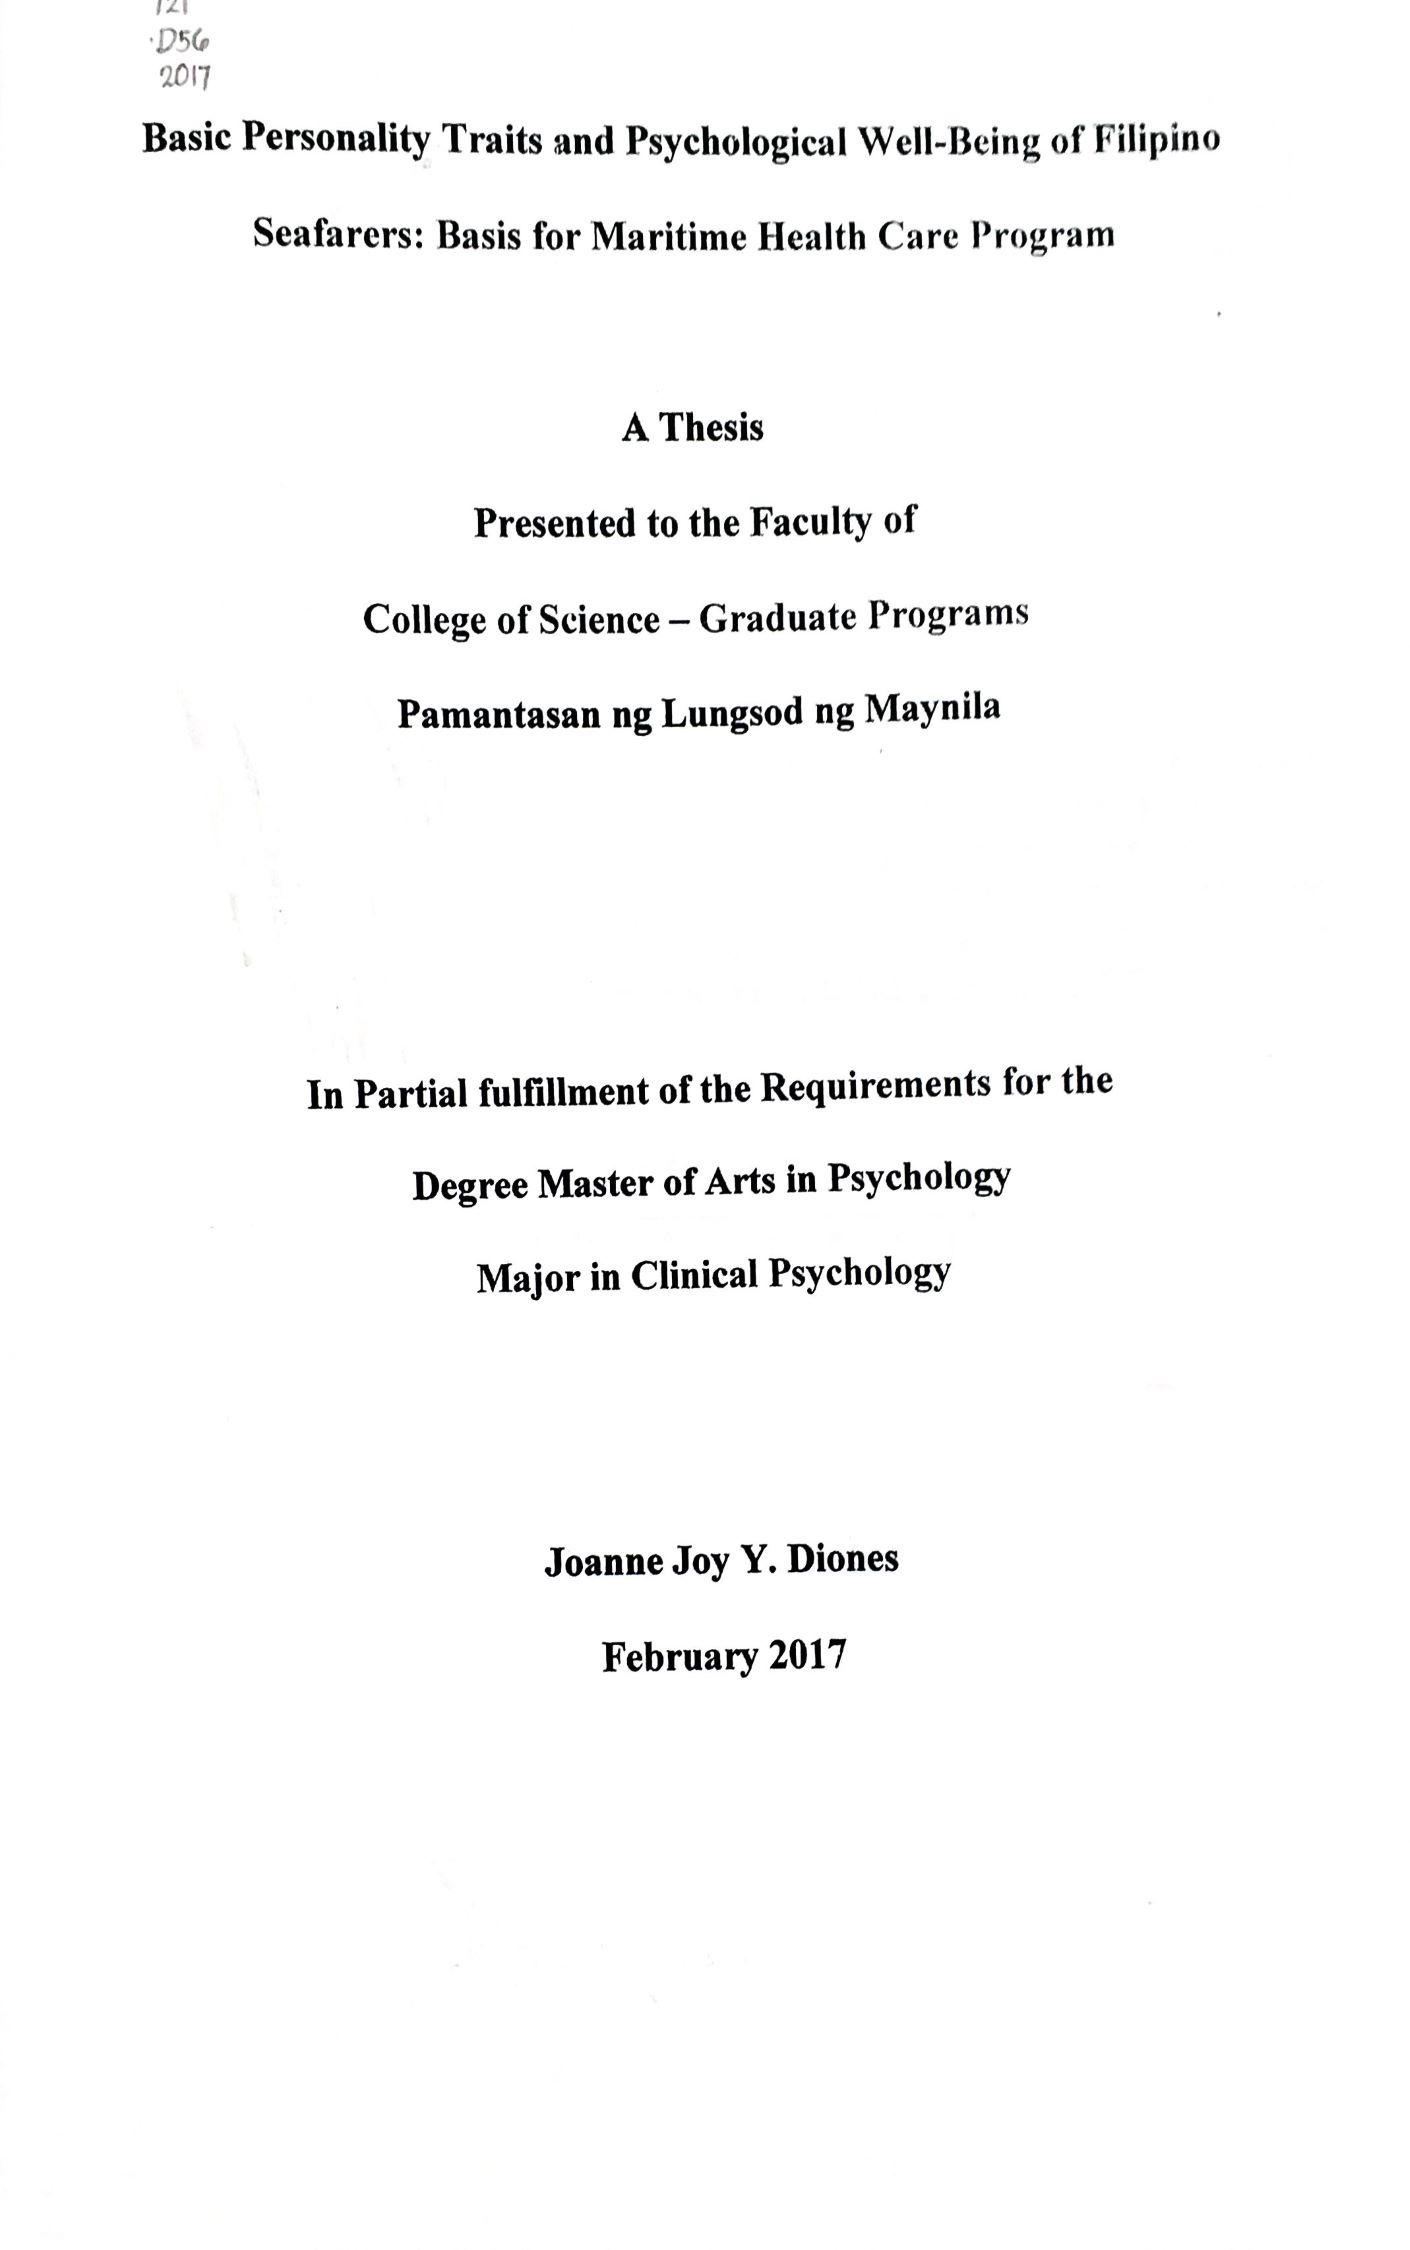 121
.D56
2017
Basic Personality Traits and Psychological Well-Being of Filipino
Seafarers: Basis for Maritime Health Care Program
A Thesis
Presented to the Faculty of
College of Science – Graduate Programs
Pamantasan ng Lungsod ng Maynila
In Partial fulfillment of the Requirements for the
Degree Master of Arts in Psychology
Major in Clinical Psychology
Joanne Joy Y. Diones
February 2017